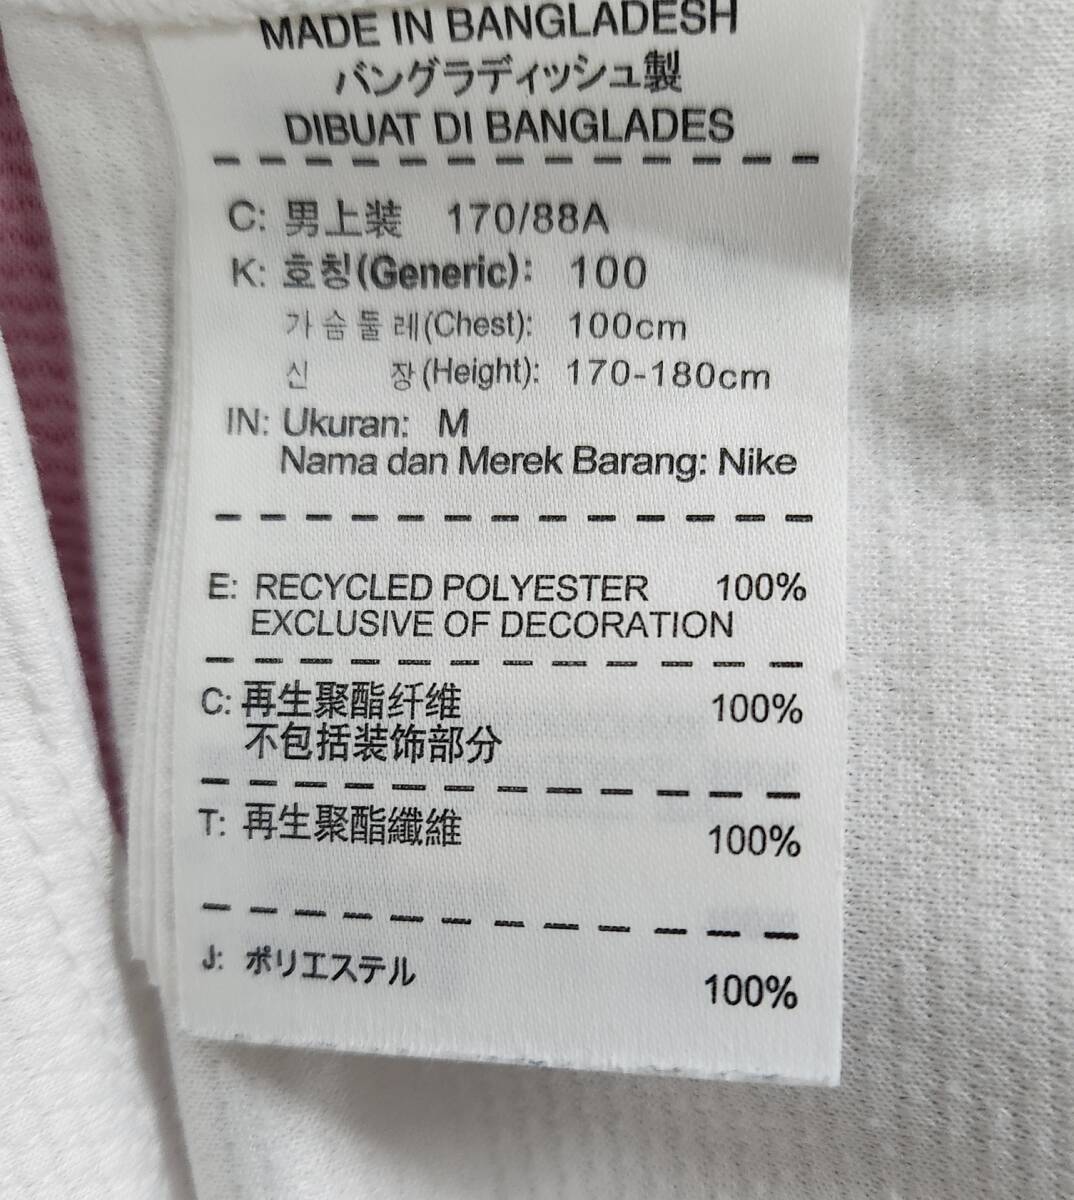 MADE IN BANGLADESH
バングラディッシュ製
DIBUAT DI BANGLADES
C: 男上装 170/88A
K: 호칭(Generic): 100
가슴둘레(Chest): 100cm
신 장(Height): 170-180cm
IN: Ukuran: M
Nama dan Merek Barang: Nike
E: RECYCLED POLYESTER 100%
EXCLUSIVE OF DECORATION
C: 再生聚酯纤维 100%
不包括装饰部分
T: 再生聚酯纖維 100%
J: ポリエステル 100%